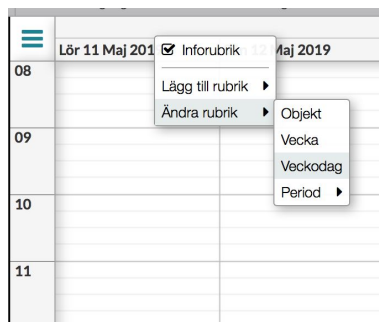 Lör 11 Maj 201
12 Maj 2019
Inforubrik
Lägg till rubrik
Ändra rubrik
Objekt
Vecka
Veckodag
Period
08
09
10
11